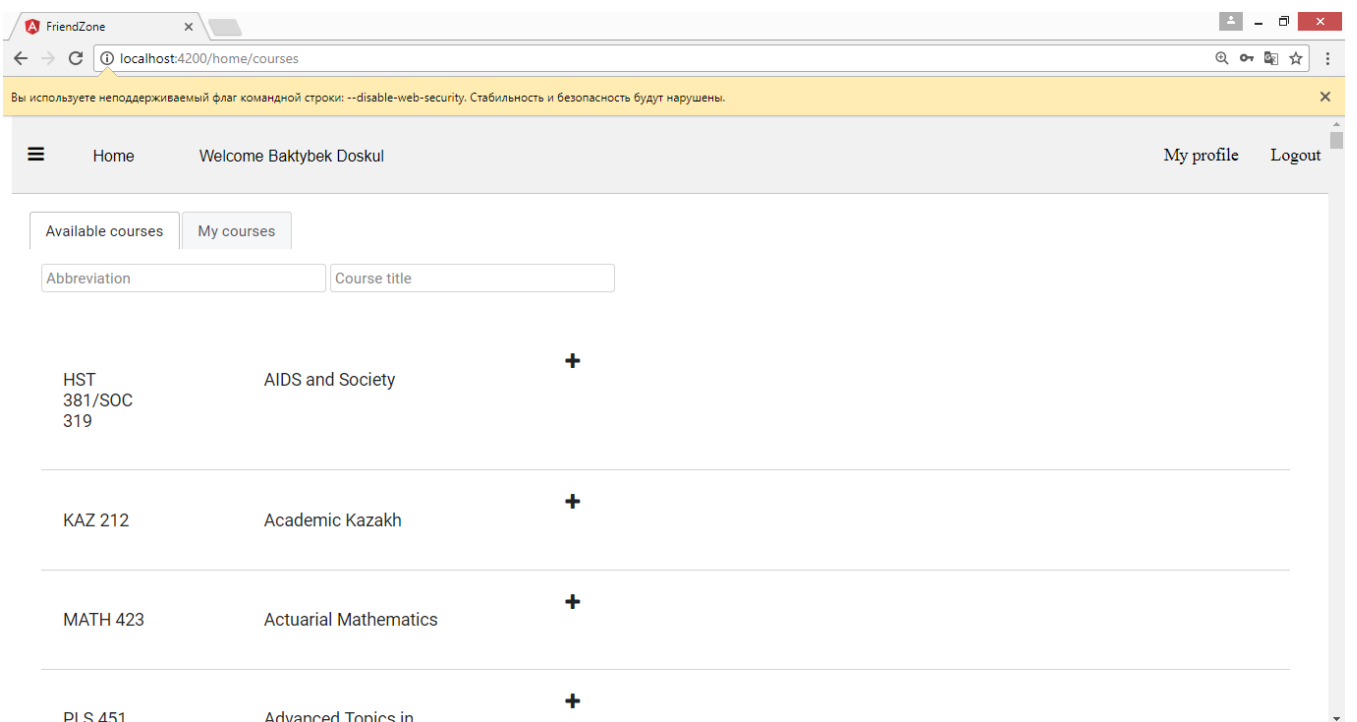 FriendZone
localhost:4200/home/courses
Вы используете неподдерживаемый флаг командной строки: --disable-web-security. Стабильность и безопасность будут нарушены.
Home Welcome Baktybek Doskul My profile Logout
Available courses My courses
Abbreviation Course title
HST AIDS and Society
381/SOC
319
KAZ 212 Academic Kazakh
MATH 423 Actuarial Mathematics
PLS 451 Advanced Topics in